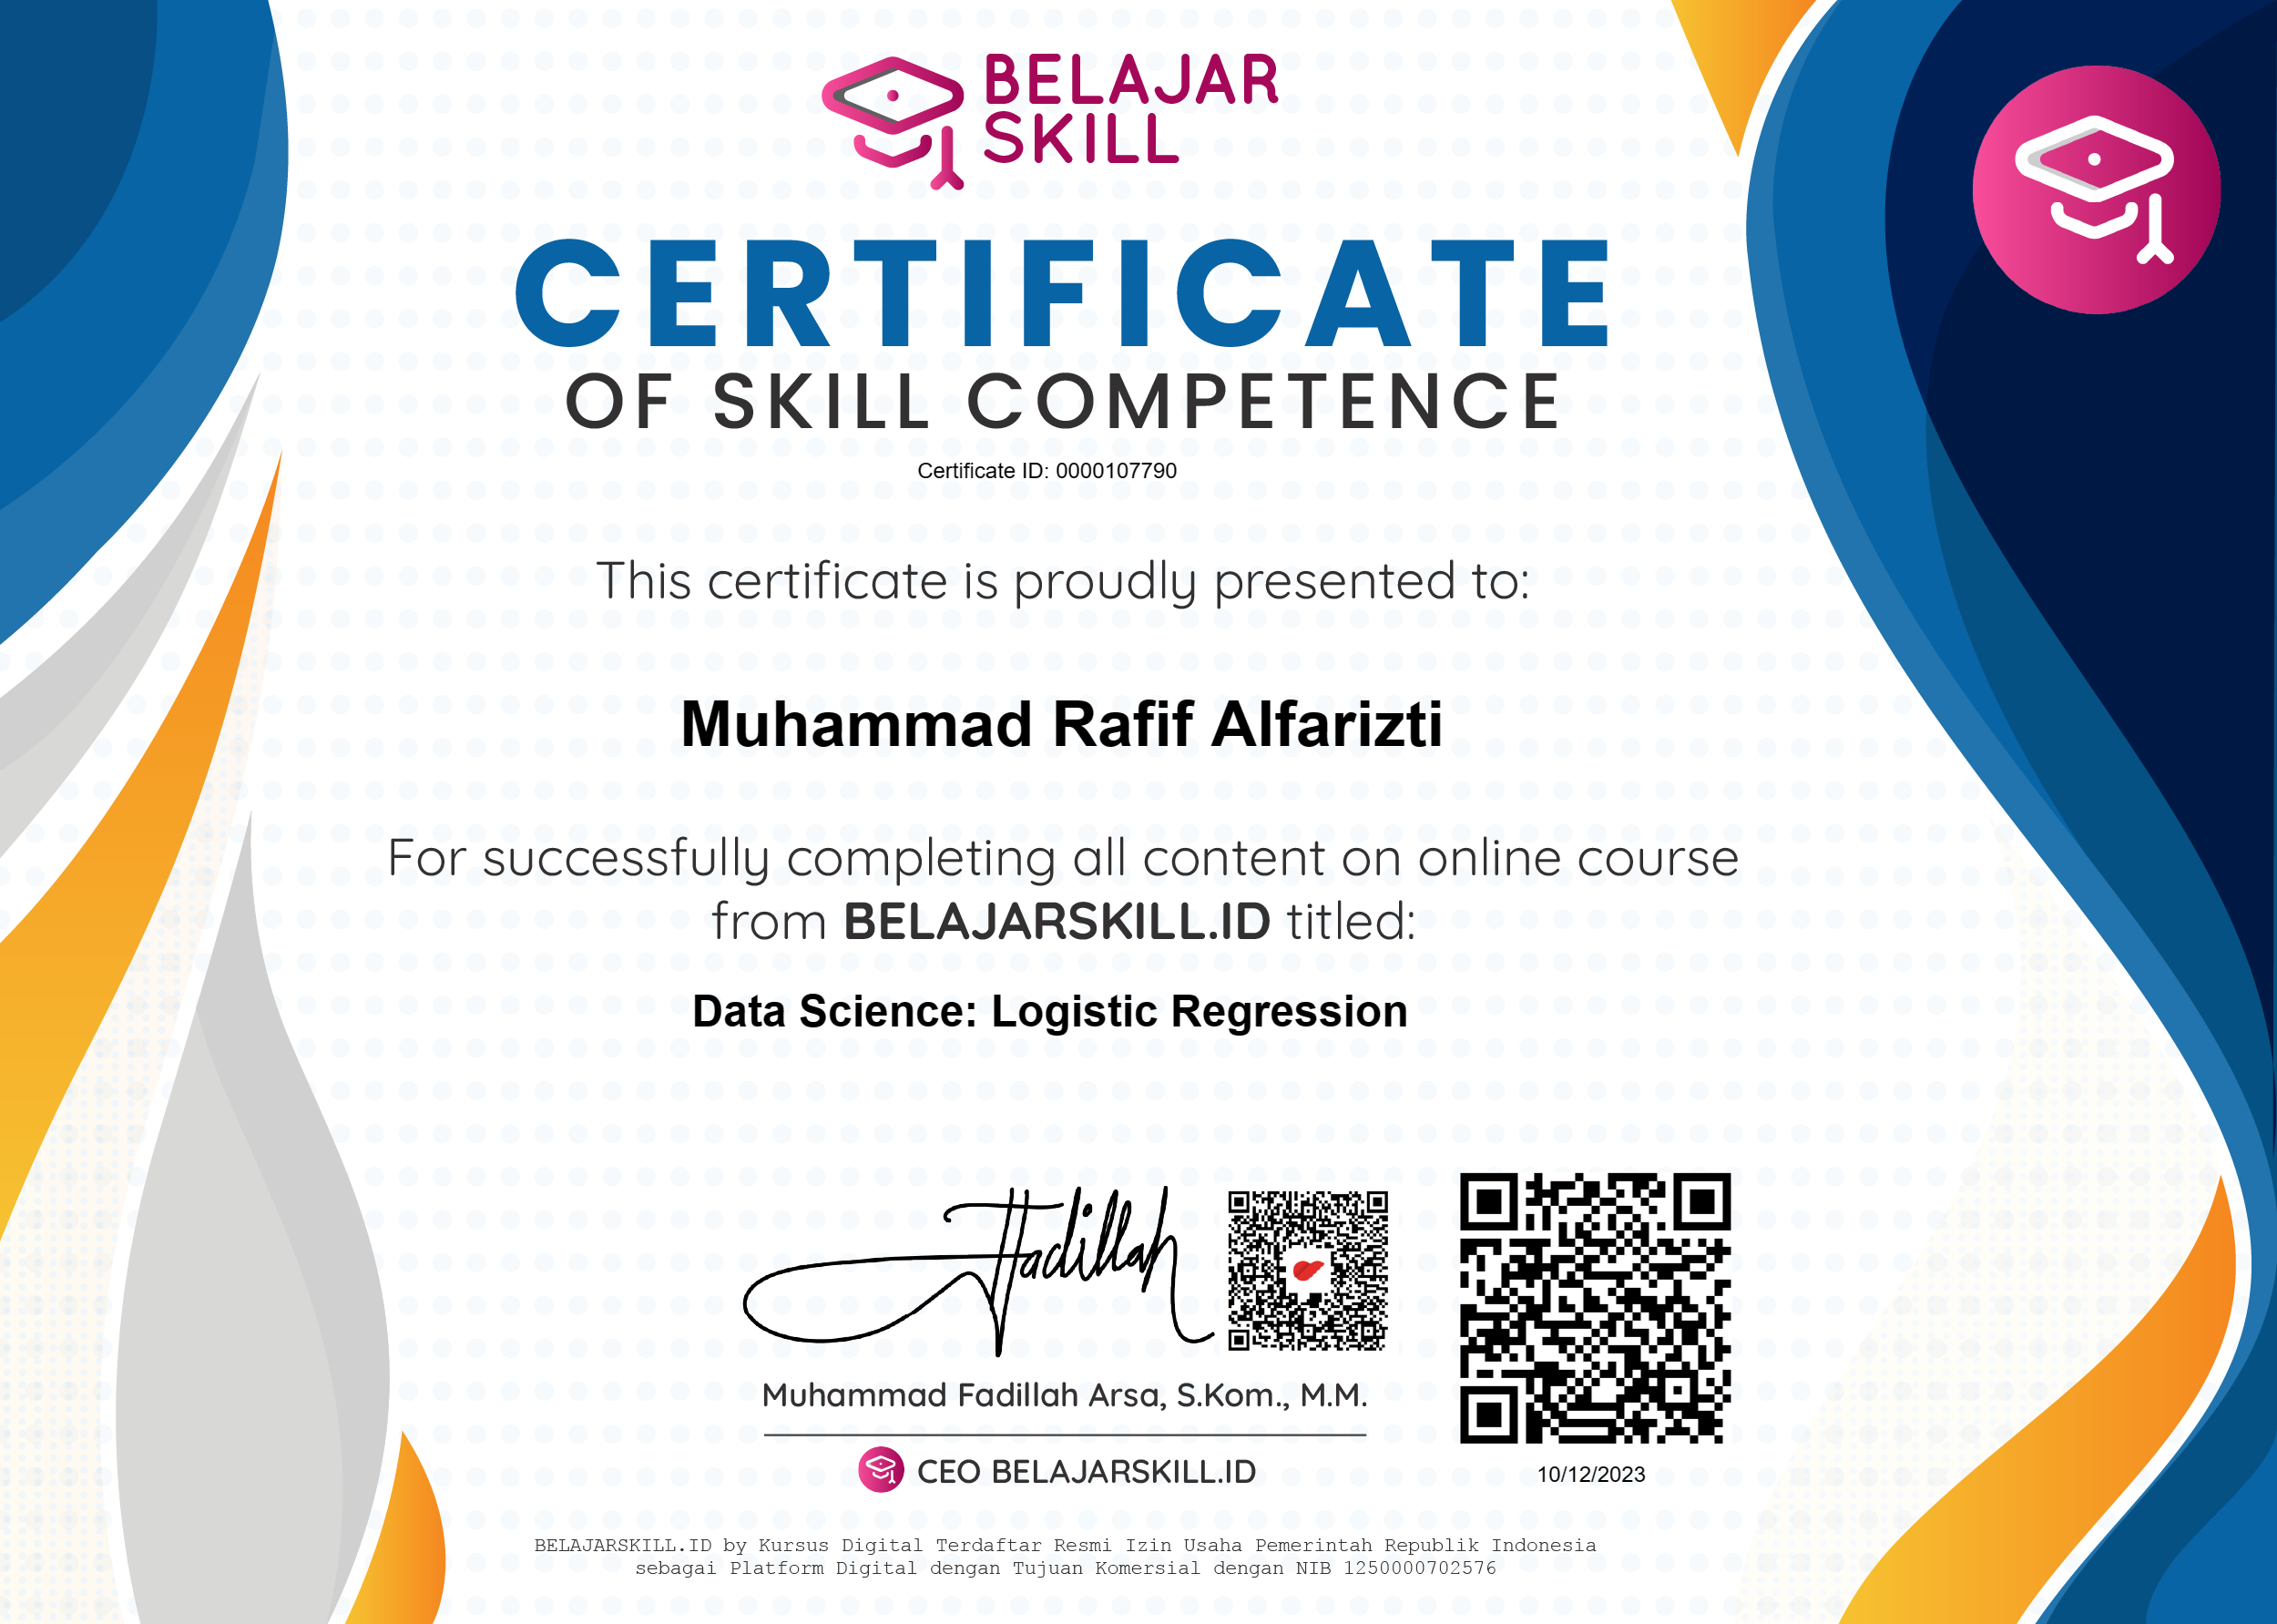 BELAJAR
SKILL
CERTIFICATE
OF SKILL COMPETENCE
Certificate ID: 0000107790
This certificate is proudly presented to:
Muhammad Rafif Alfarizti
For successfully completing all content on online course
from BELAJARSKILL.ID titled:
Data Science: Logistic Regression
Fadillah
Muhammad Fadillah Arsa, S.Kom., M.M.
CEO BELAJARSKILL.ID
10/12/2023
BELAJARSKILL.ID by Kursus Digital Terdaftar Resmi Izin Usaha Pemerintah Republik Indonesia
sebagai Platform Digital dengan Tujuan Komersial dengan NIB 1250000702576